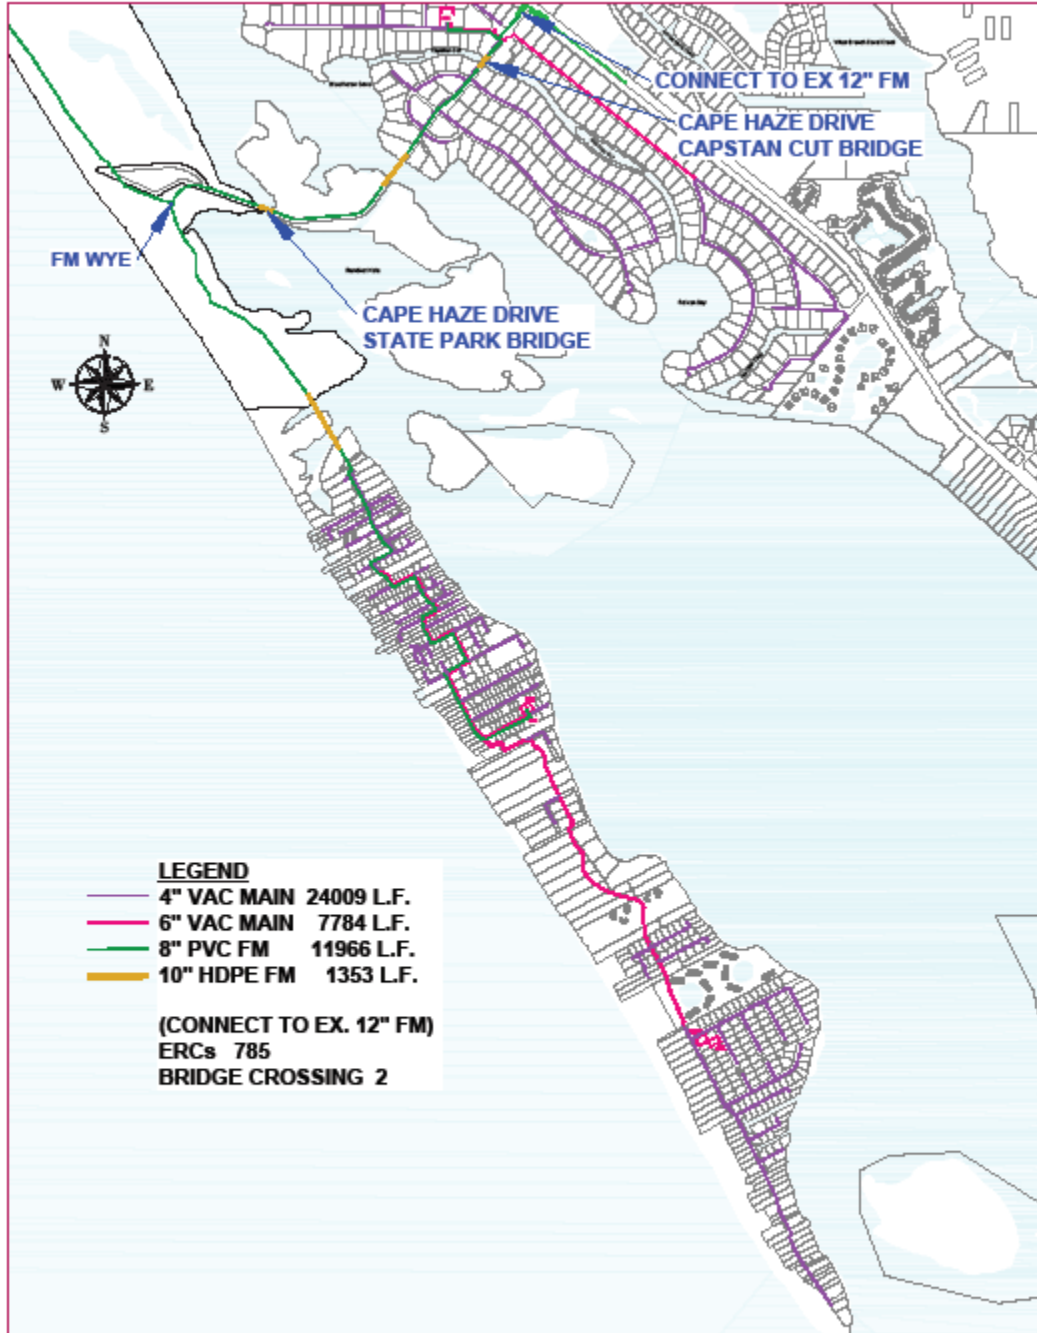 CONNECT TO EX 12" FM
CAPE HAZE DRIVE
CAPSTAN CUT BRIDGE
FM WYE
CAPE HAZE DRIVE
STATE PARK BRIDGE
N
W E
S
LEGEND
4" VAC MAIN 24009 L.F.
6" VAC MAIN 7784 L.F.
8" PVC FM 11966 L.F.
10" HDPE FM 1353 L.F.
(CONNECT TO EX. 12" FM)
ERCs 785
BRIDGE CROSSING 2